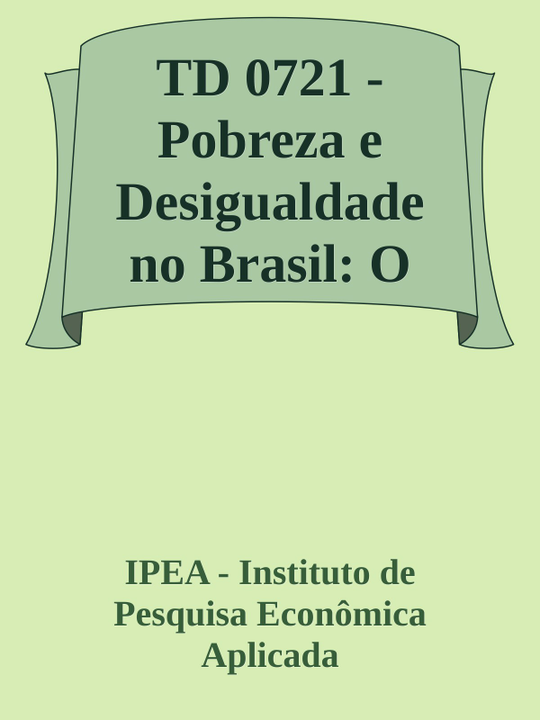 TD 0721 -
Pobreza e
Desigualdade
no Brasil: O
IPEA - Instituto de
Pesquisa Econômica
Aplicada